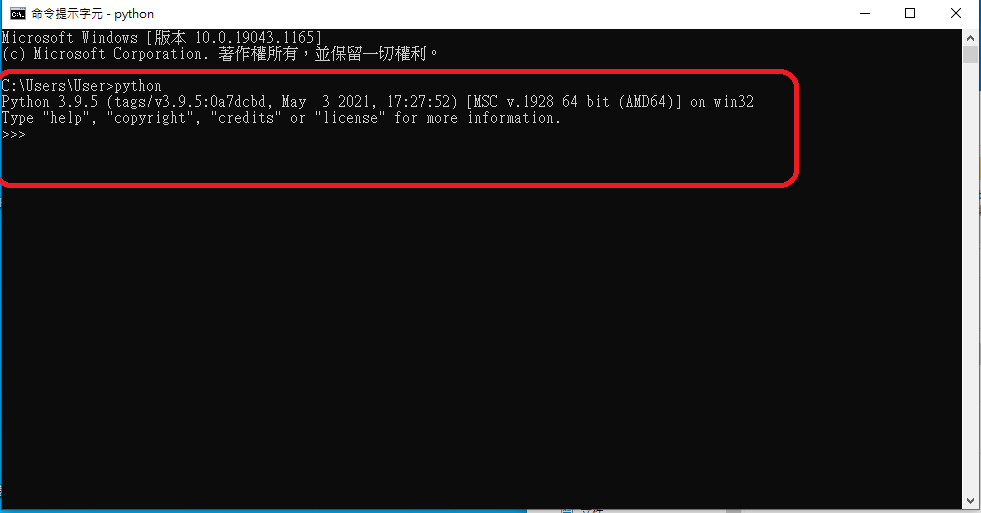 命令提示字元 - python
Microsoft Windows [版本 10.0.19043.1165]
(c) Microsoft Corporation. 著作權所有，並保留一切權利。
C:\Users\User>python
Python 3.9.5 (tags/v3.9.5:0a7dcbd, May  3 2021, 17:27:52) [MSC v.1928 64 bit (AMD64)] on win32
Type "help", "copyright", "credits" or "license" for more information.
>>>